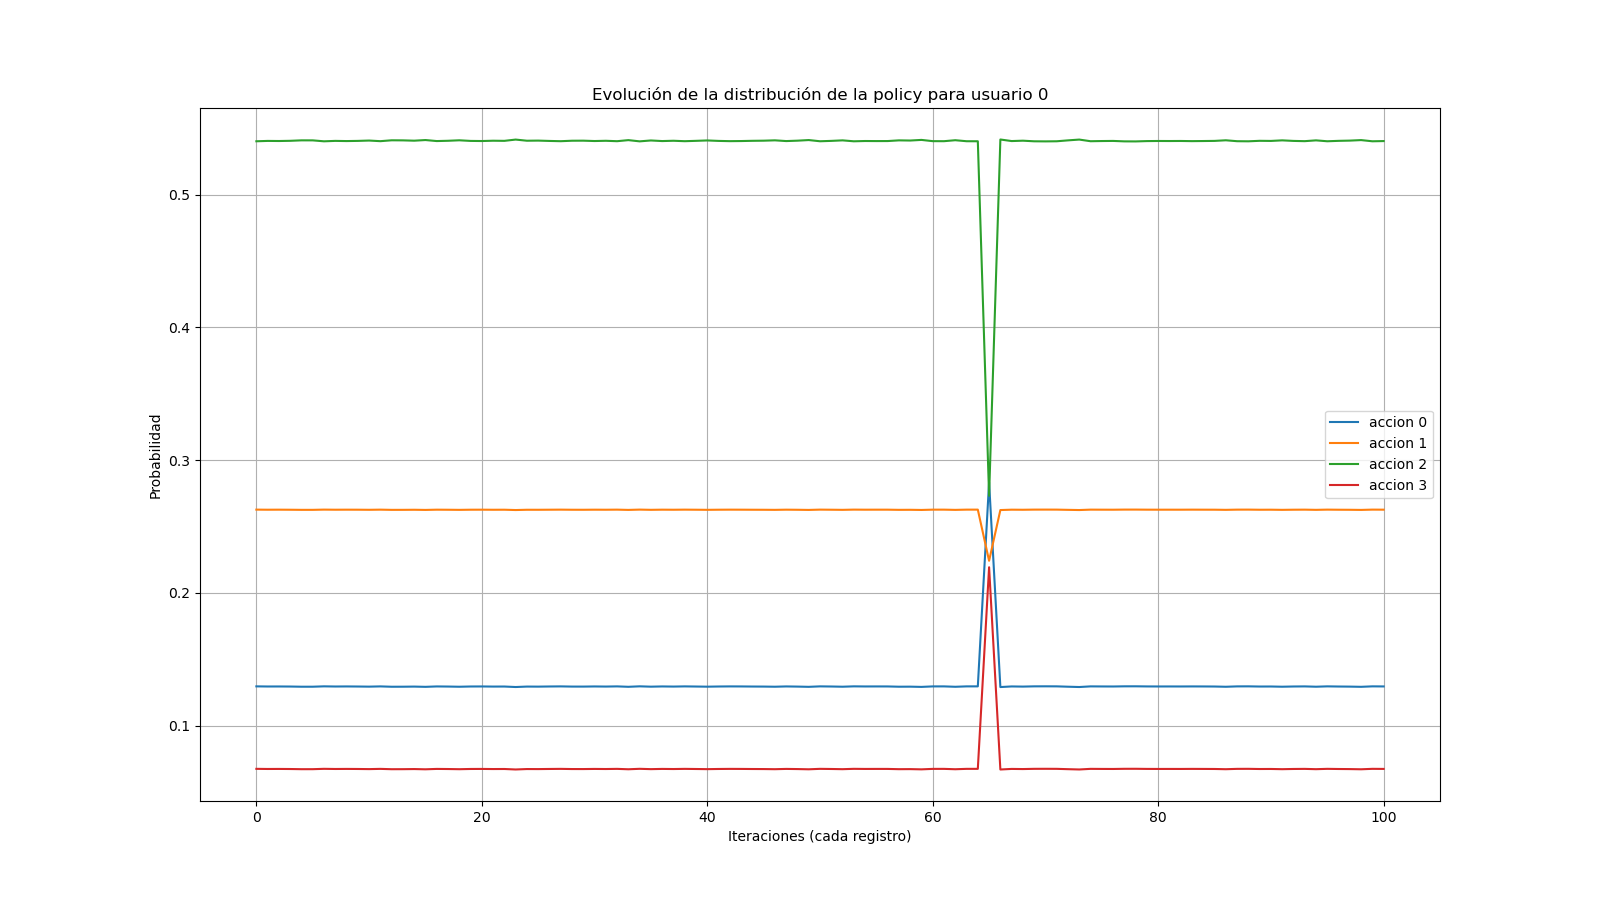 Evolución de la distribución de la policy para usuario 0
0.5
0.4
0.3
0.2
0.1
Probabilidad
accion 0
accion 1
accion 2
accion 3
0 20 40 60 80 100
Iteraciones (cada registro)